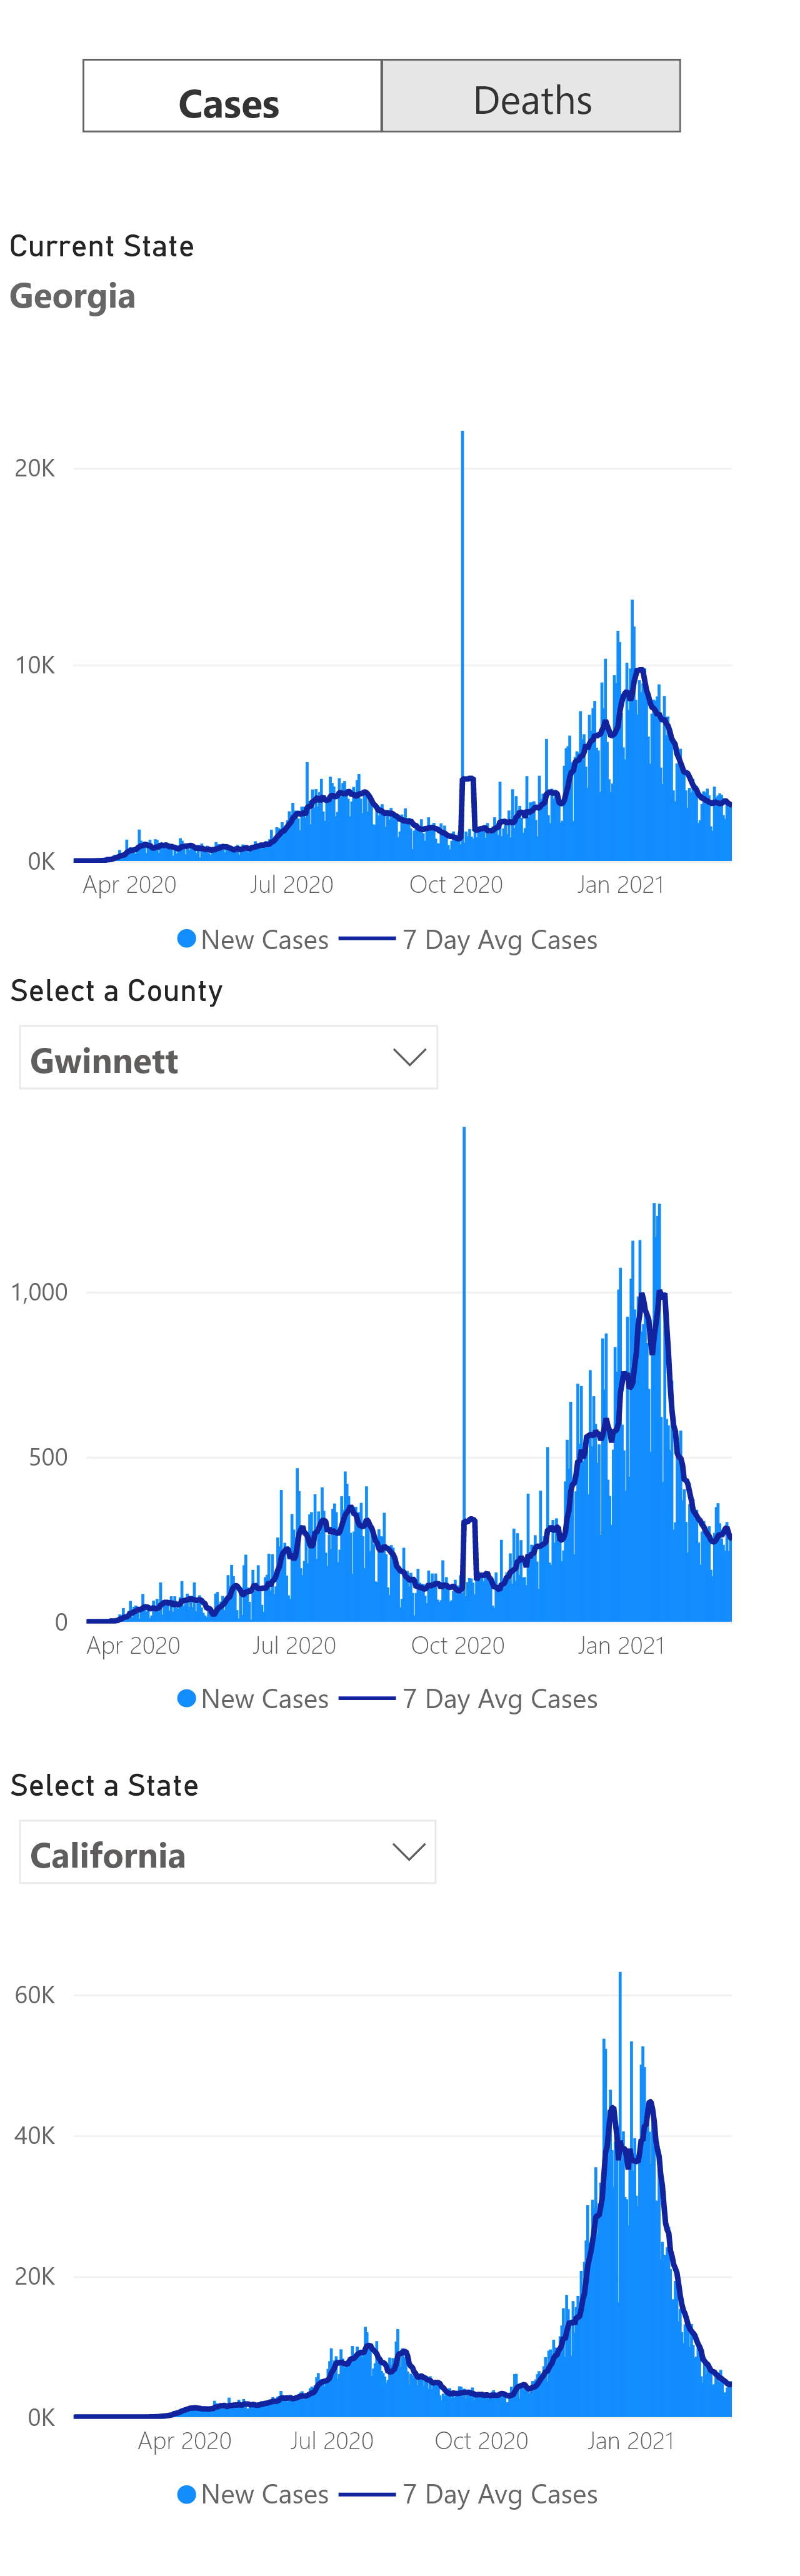 Cases Deaths
Current State
Georgia
20K
10K
0K
Apr 2020 Jul 2020 Oct 2020 Jan 2021
New Cases 7 Day Avg Cases
Select a County
Gwinnett
1,000
500
0
Apr 2020 Jul 2020 Oct 2020 Jan 2021
New Cases 7 Day Avg Cases
Select a State
California
60K
40K
20K
0K
Apr 2020 Jul 2020 Oct 2020 Jan 2021
New Cases 7 Day Avg Cases